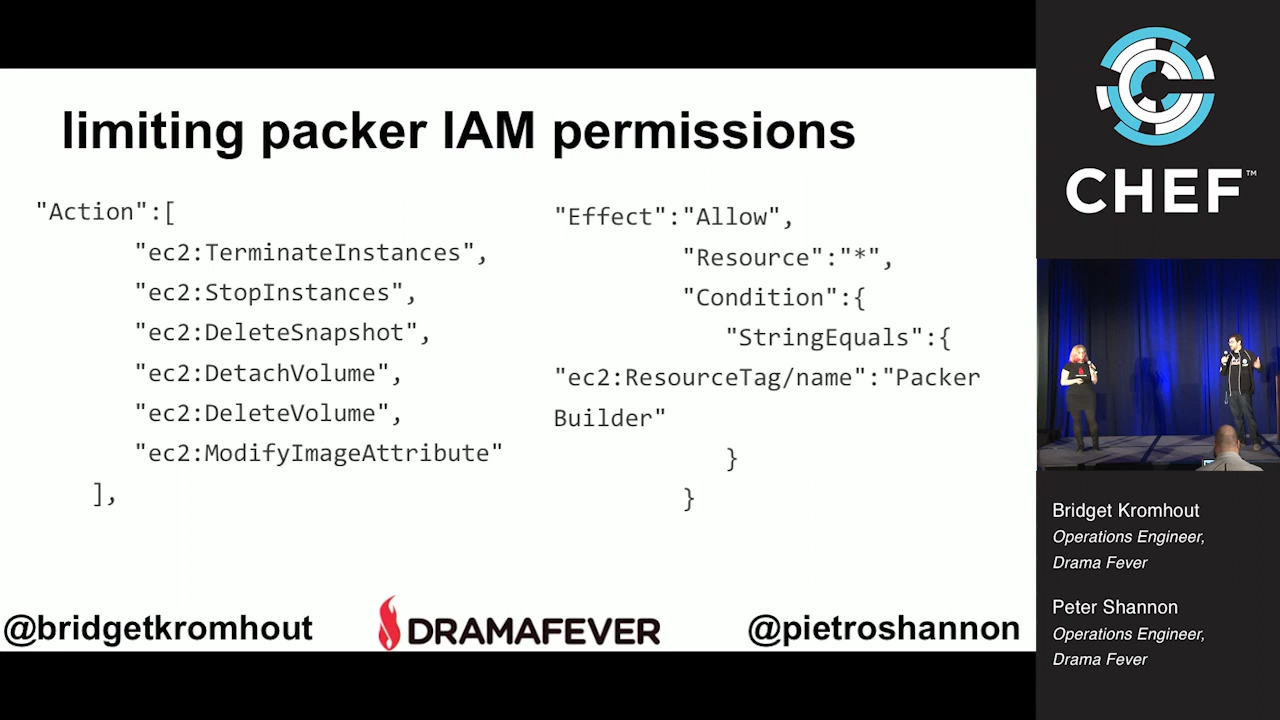 limiting packer IAM permissions
"Action":[
"ec2:TerminateInstances",
"ec2:StopInstances",
"ec2:DeleteSnapshot",
"ec2:DetachVolume",
"ec2:DeleteVolume",
"ec2:ModifyImageAttribute"
],
"Effect":"Allow",
"Resource":"*",
"Condition":{
"StringEquals":{
"ec2:ResourceTag/name":"Packer
Builder"
}
}
@bridgetkromhout
DRAMAFEVER
@pietroshannon
CHEF™
Bridget Kromhout
Operations Engineer,
Drama Fever
Peter Shannon
Operations Engineer,
Drama Fever